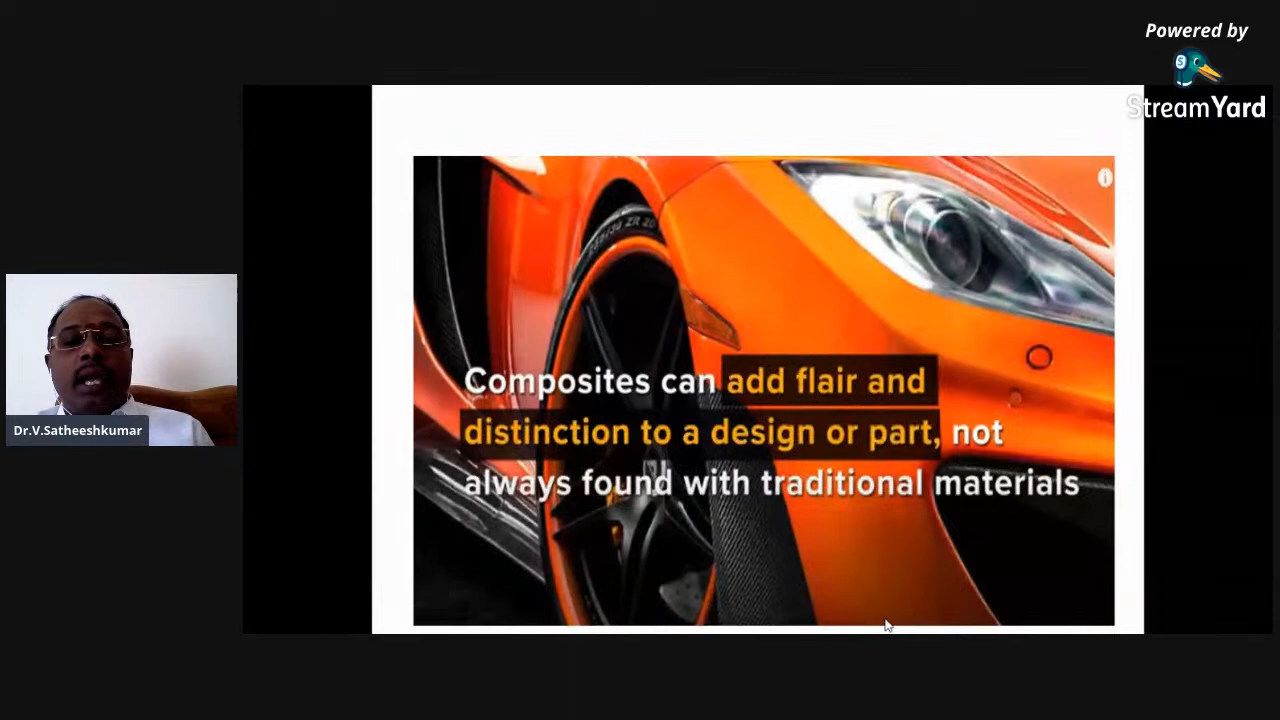 Powered by
StreamYard
Composites can add flair and
distinction to a design or part, not
always found with traditional materials
Dr.V.Satheeshkumar